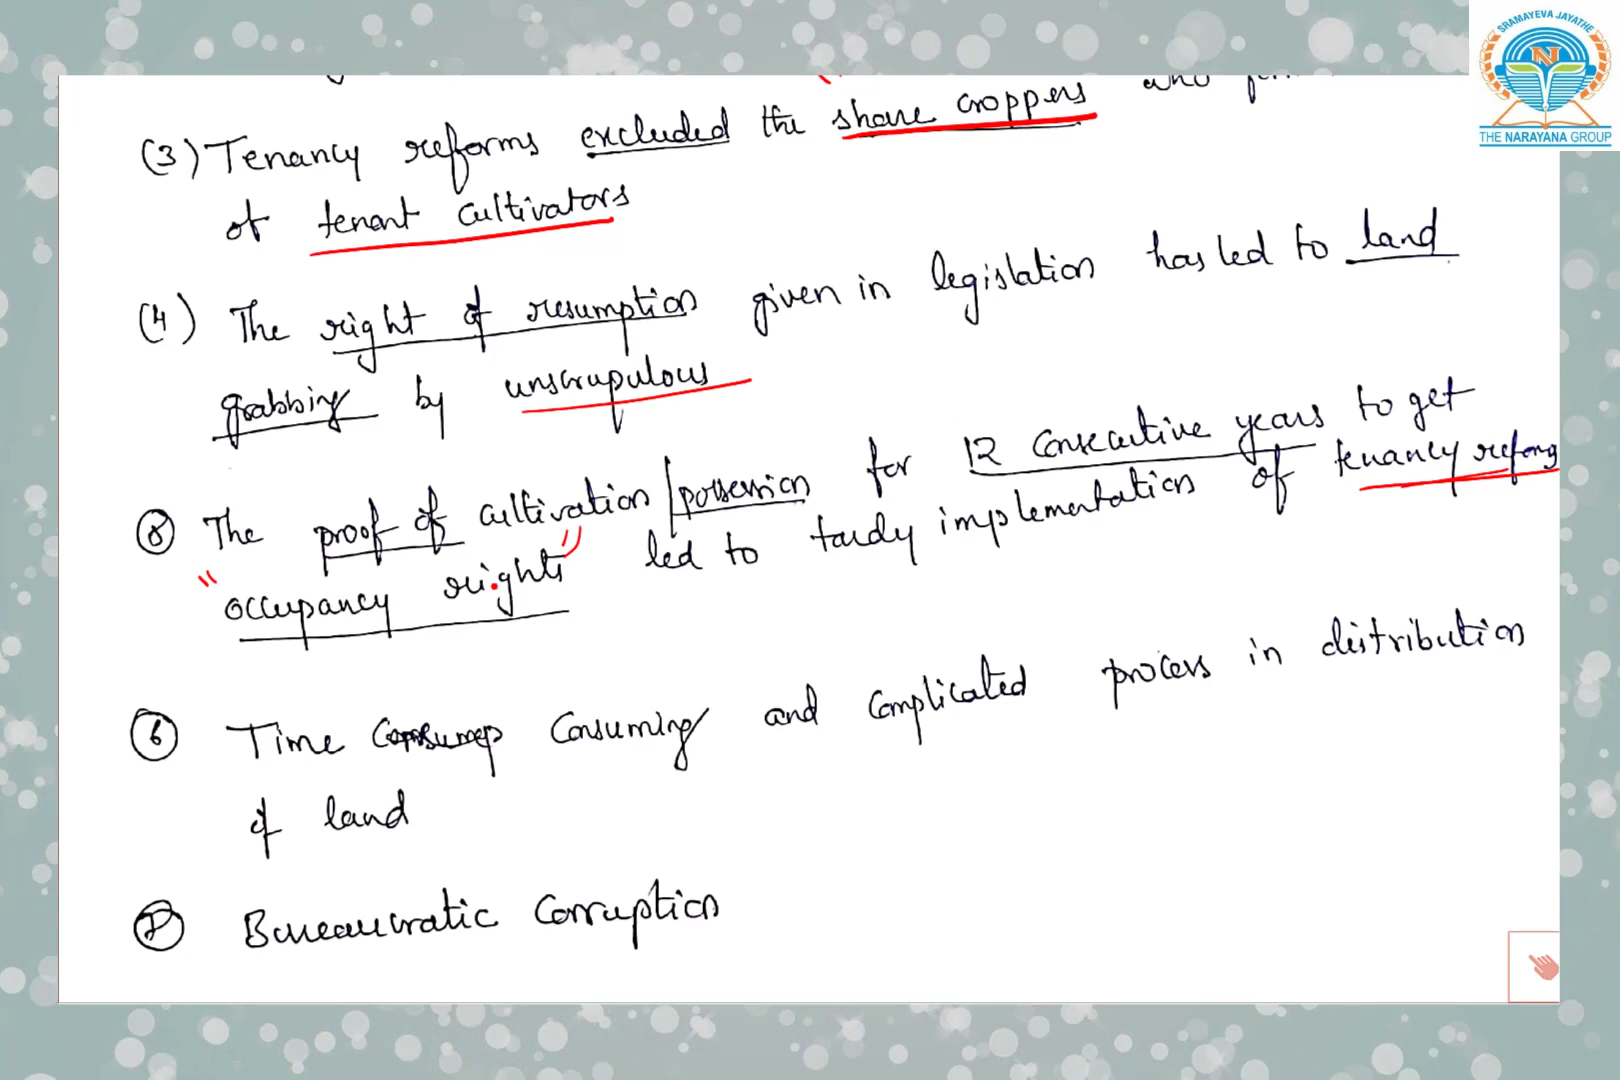 SRAMAYEVA JAYATHE
N
THE NARAYANA GROUP
(3) Tenancy reforms excluded the share croppers who
of tenant cultivators
(4) The right of resumption given in legislation has led to land
grabbing by unscrupulous
The proof of cultivation / possession for 12 consecutive years to get
"occupancy rights" led to tardy implementation of tenancy reforms
6 Time consuming and complicated process in distribution
of land
7 Bureaucratic Corruption